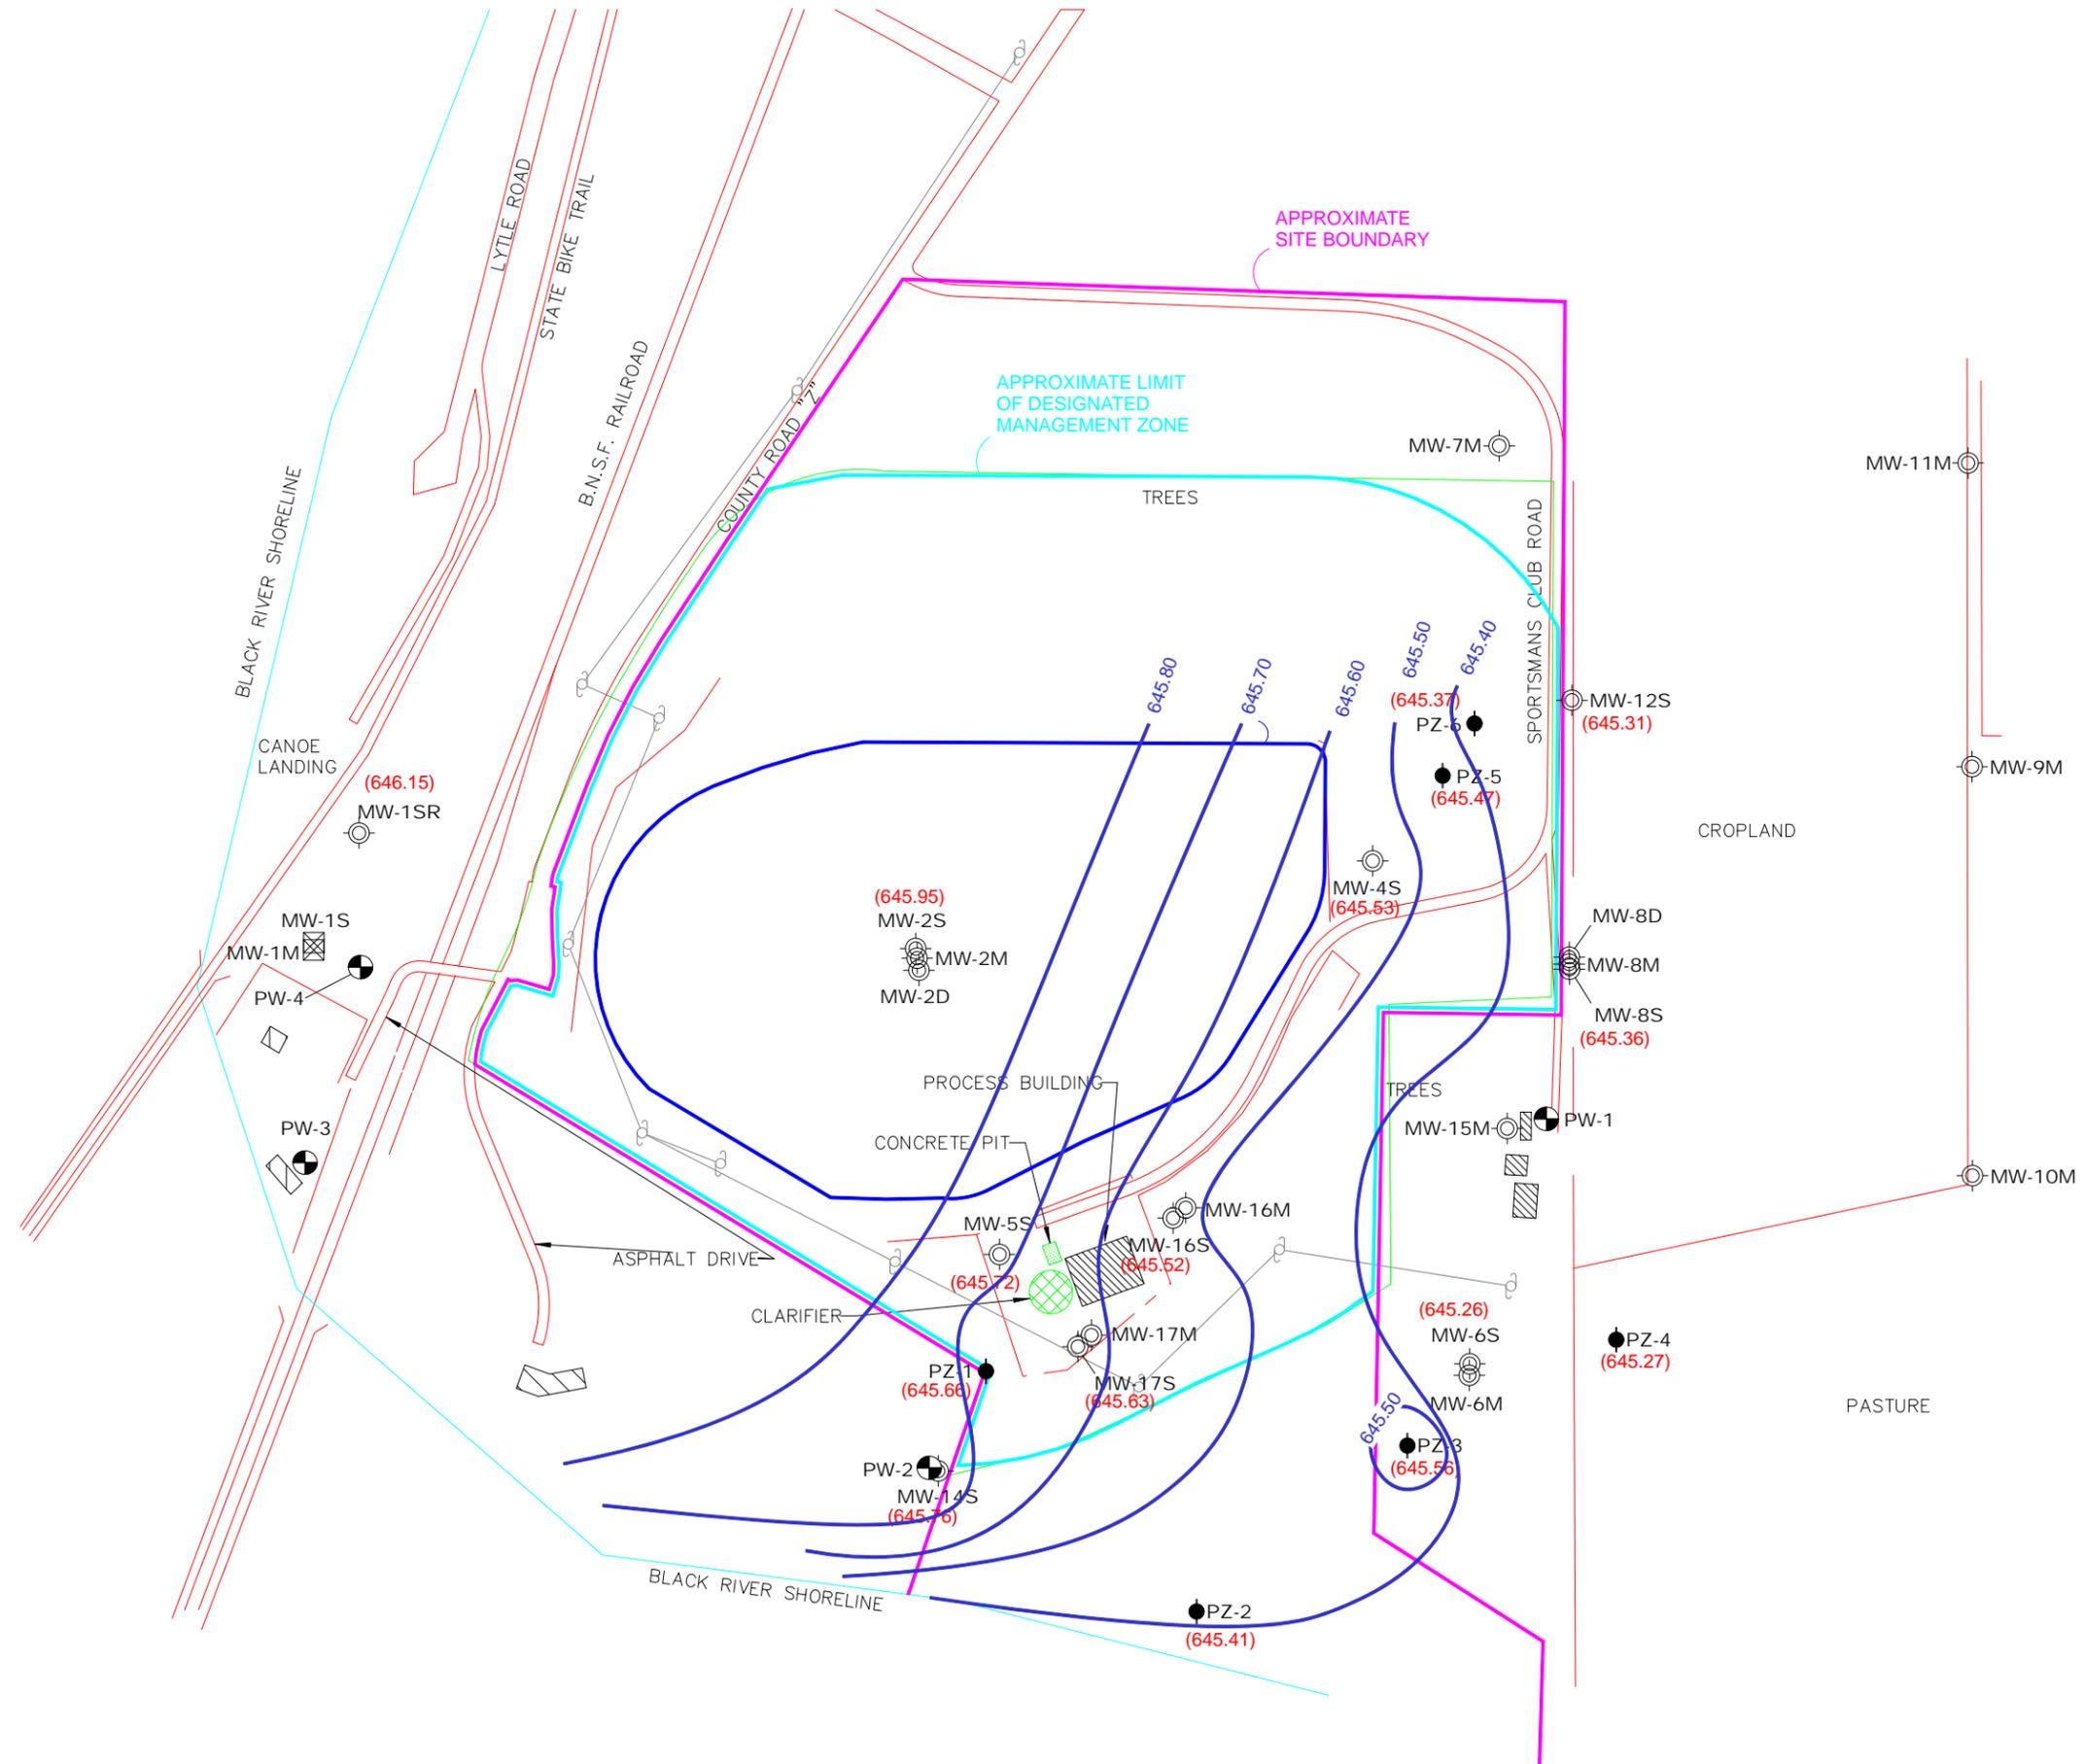 APPROXIMATE
SITE BOUNDARY
LYTLE ROAD
STATE BIKE TRAIL
B.N.S.F. RAILROAD
COUNTY ROAD "Z"
APPROXIMATE LIMIT
OF DESIGNATED
MANAGEMENT ZONE
MW-7M
MW-11M
BLACK RIVER SHORELINE
TREES
SPORTSMANS CLUB ROAD
645.80
645.70
645.60
645.50
645.40
(645.37)
PZ-6
MW-12S
(645.31)
CANOE
LANDING
(646.15)
MW-1SR
PZ-5
(645.47)
MW-9M
CROPLAND
MW-4S
(645.53)
(645.95)
MW-2S
MW-2M
MW-2D
MW-1S
MW-1M
PW-4
MW-8D
MW-8M
MW-8S
(645.36)
PROCESS BUILDING
TREES
CONCRETE PIT
PW-3
MW-15M
PW-1
MW-10M
MW-5S
(645.72)
MW-16M
MW-16S
(645.52)
ASPHALT DRIVE
CLARIFIER
MW-17M
MW-17S
(645.63)
PZ-1
(645.66)
(645.26)
MW-6S
MW-6M
PZ-4
(645.27)
645.50
PZ-3
(645.56)
PASTURE
PW-2
MW-14S
(645.76)
BLACK RIVER SHORELINE
PZ-2
(645.41)